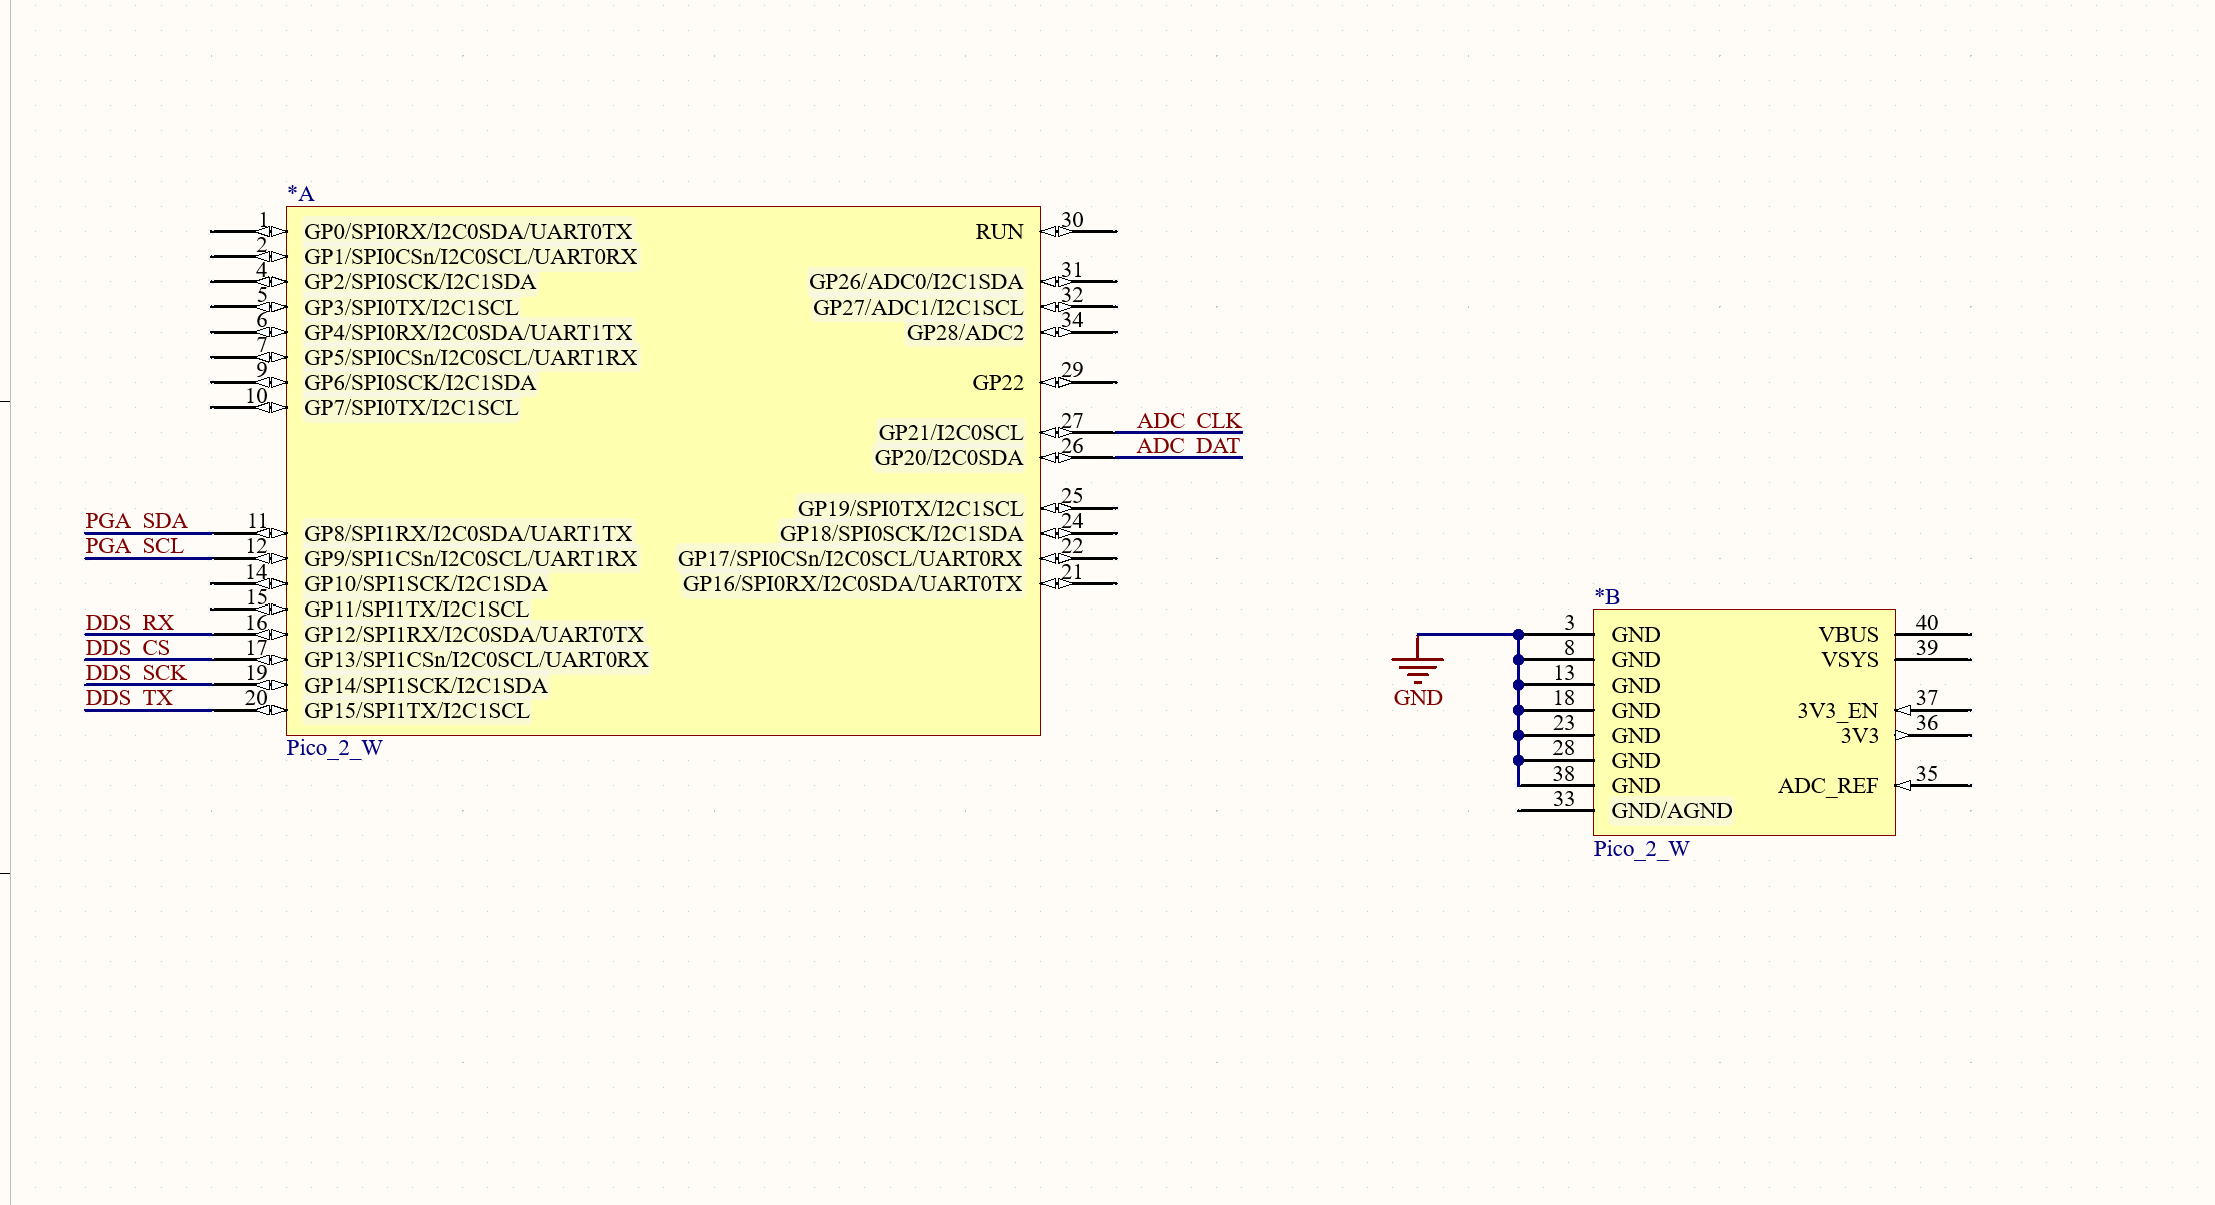 *A
1 GP0/SPI0RX/I2C0SDA/UART0TX RUN 30
2 GP1/SPI0CSn/I2C0SCL/UART0RX
4 GP2/SPI0SCK/I2C1SDA GP26/ADC0/I2C1SDA 31
5 GP3/SPI0TX/I2C1SCL GP27/ADC1/I2C1SCL 32
6 GP4/SPI0RX/I2C0SDA/UART1TX GP28/ADC2 34
7 GP5/SPI0CSn/I2C0SCL/UART1RX
9 GP6/SPI0SCK/I2C1SDA GP22 29
10 GP7/SPI0TX/I2C1SCL
GP21/I2C0SCL 27 ADC_CLK
GP20/I2C0SDA 26 ADC_DAT
GP19/SPI0TX/I2C1SCL 25
PGA_SDA 11 GP8/SPI1RX/I2C0SDA/UART1TX GP18/SPI0SCK/I2C1SDA 24
PGA_SCL 12 GP9/SPI1CSn/I2C0SCL/UART1RX GP17/SPI0CSn/I2C0SCL/UART0RX 22
14 GP10/SPI1SCK/I2C1SDA GP16/SPI0RX/I2C0SDA/UART0TX 21
15 GP11/SPI1TX/I2C1SCL
DDS_RX 16 GP12/SPI1RX/I2C0SDA/UART0TX
DDS_CS 17 GP13/SPI1CSn/I2C0SCL/UART0RX
DDS_SCK 19 GP14/SPI1SCK/I2C1SDA
DDS_TX 20 GP15/SPI1TX/I2C1SCL
Pico_2_W
*B
3 GND VBUS 40
8 GND VSYS 39
13 GND
18 GND 3V3_EN 37
23 GND 3V3 36
28 GND
38 GND ADC_REF 35
33 GND/AGND
GND
Pico_2_W